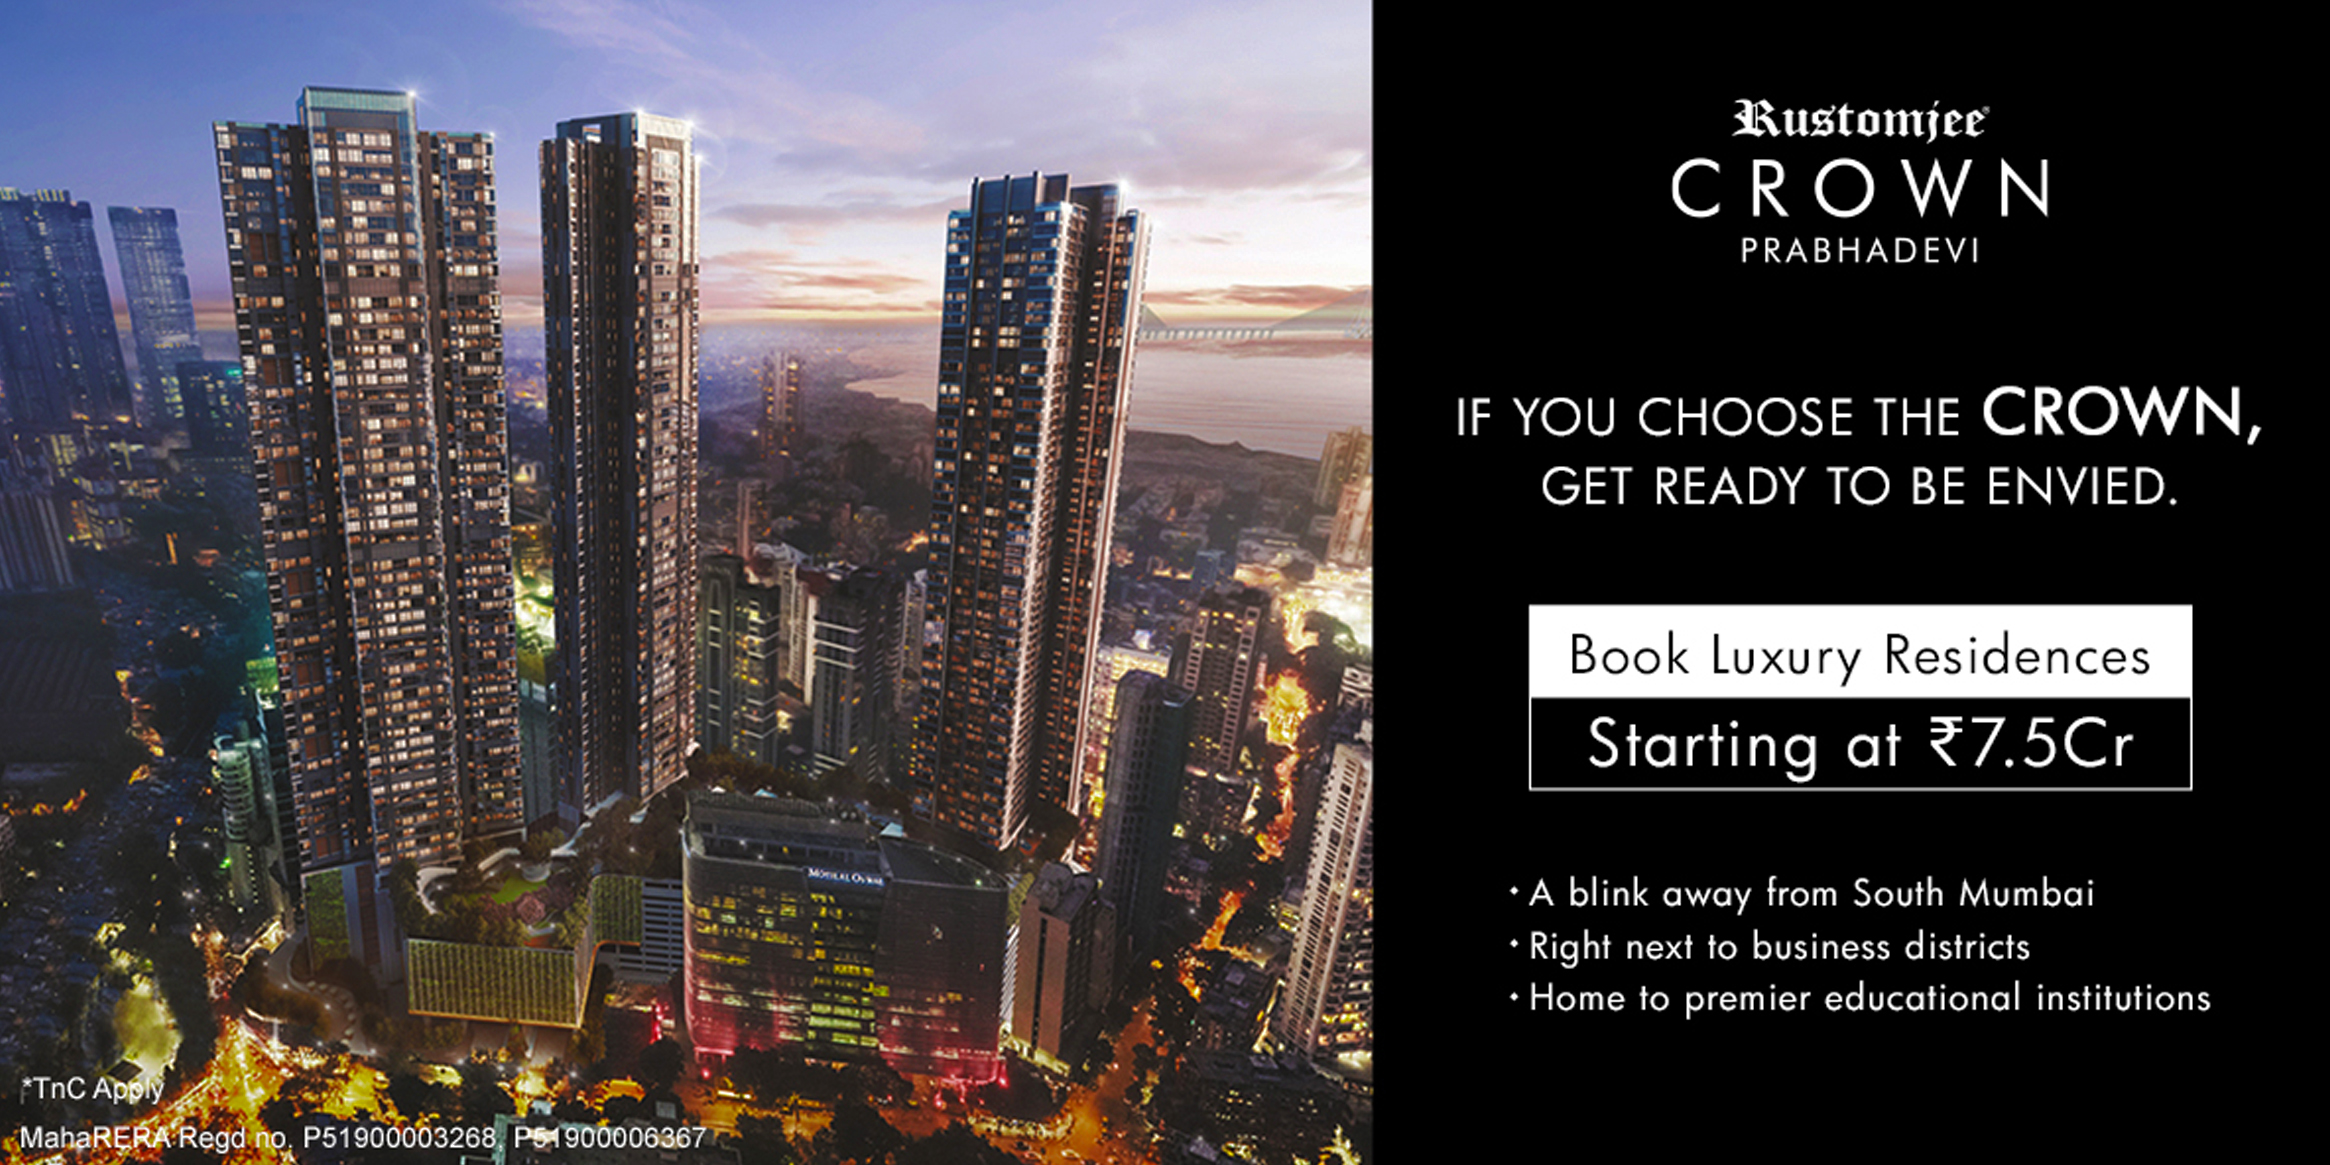 Rustomjee®
CROWN
PRABHADEVI
IF YOU CHOOSE THE CROWN,
GET READY TO BE ENVIED.
Book Luxury Residences
Starting at ₹7.5Cr
• A blink away from South Mumbai
• Right next to business districts
• Home to premier educational institutions
MOTILAL OSWAL
*TnC Apply
MahaRERA Regd no. P51900003268, P51900006367